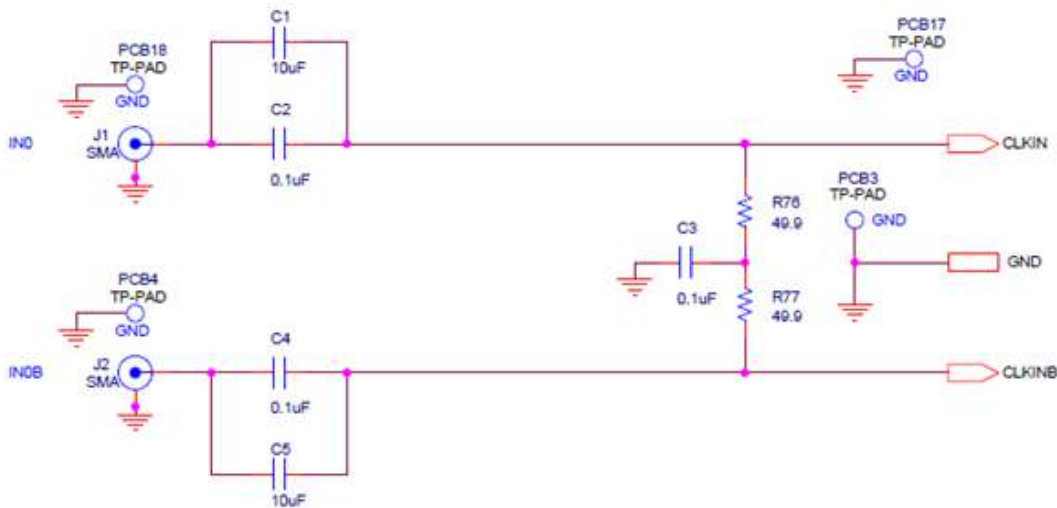 C1
10uF
PCB18
TP-PAD
GND
PCB17
TP-PAD
GND
C2
0.1uF
IN0
J1
SMA
CLKIN
PCB3
TP-PAD
GND
R76
49.9
C3
0.1uF
GND
R77
49.9
PCB4
TP-PAD
GND
C4
0.1uF
IN0B
J2
SMA
CLKINB
C5
10uF